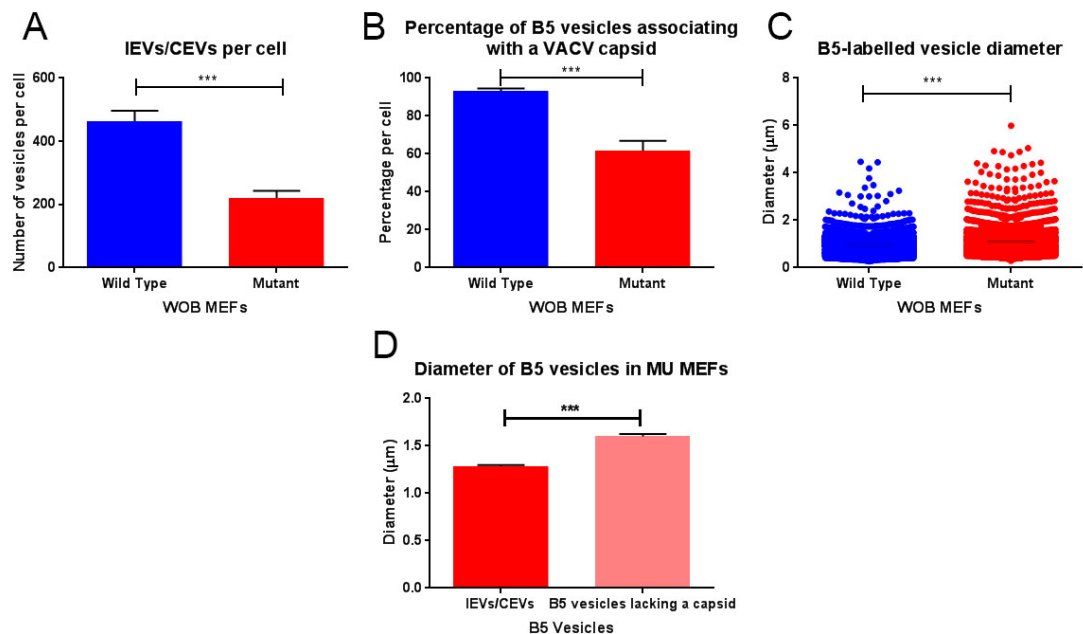 A
IEVs/CEVs per cell
Number of vesicles per cell
600
400
200
0
***
Wild Type
Mutant
WOB MEFs
B
Percentage of B5 vesicles associating
with a VACV capsid
Percentage per cell
100
80
60
40
20
0
***
Wild Type
Mutant
WOB MEFs
C
B5-labelled vesicle diameter
Diameter (μm)
8
6
4
2
0
***
Wild Type
Mutant
WOB MEFs
D
Diameter of B5 vesicles in MU MEFs
Diameter (μm)
2.0
1.5
1.0
0.5
0.0
***
IEVs/CEVs
B5 vesicles lacking a capsid
B5 Vesicles